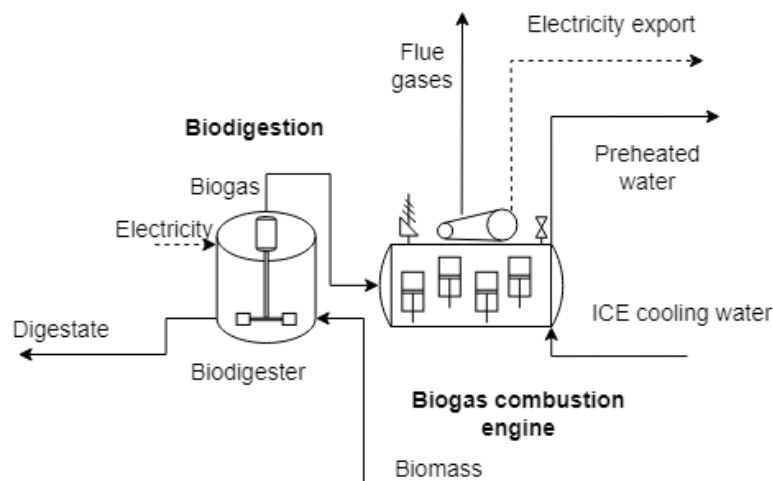 Electricity export
Flue
gases
Biodigestion
Preheated
water
Biogas
Electricity
ICE cooling water
Digestate
Biodigester
Biogas combustion
engine
Biomass